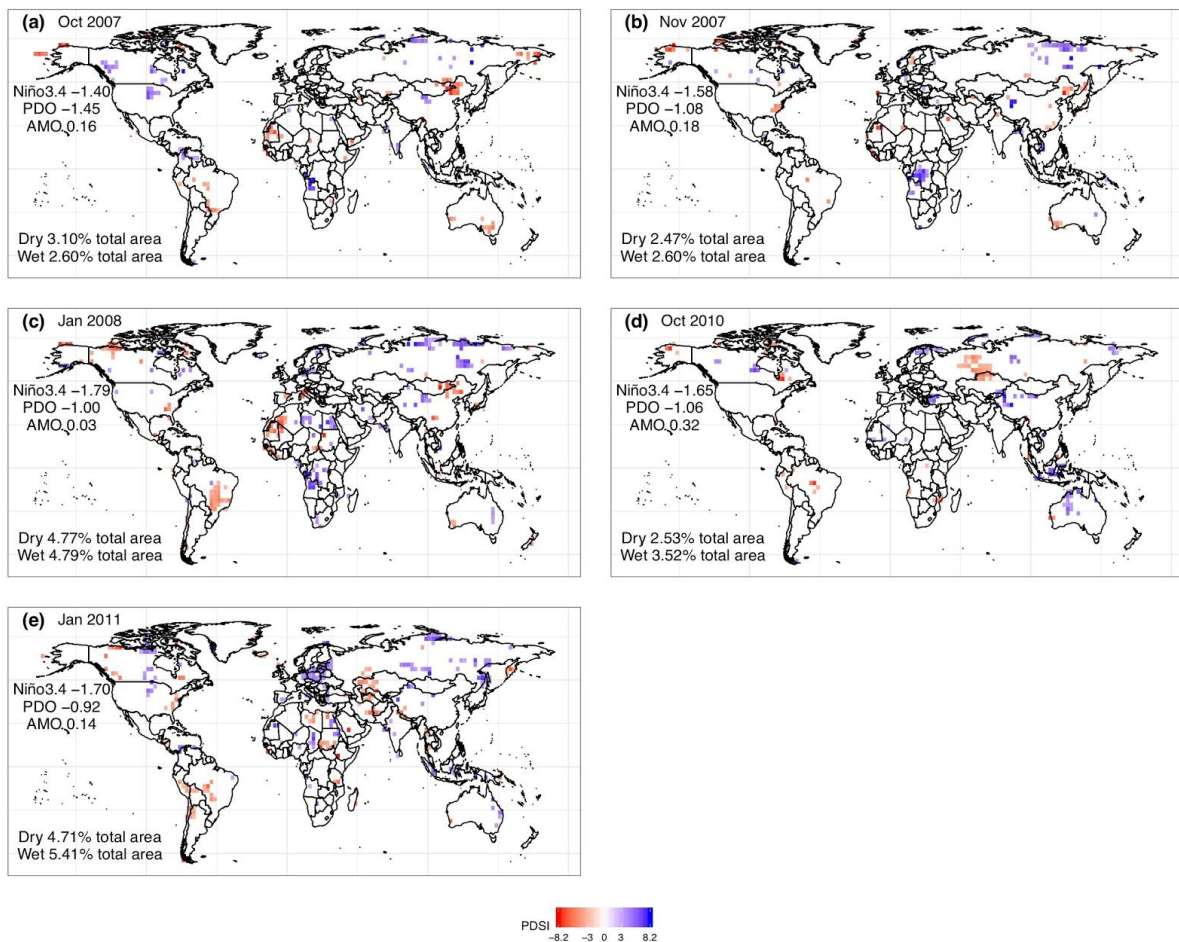 (a) Oct 2007
Niño3.4 −1.40
PDO −1.45
AMO 0.16
Dry 3.10% total area
Wet 2.60% total area
(b) Nov 2007
Niño3.4 −1.58
PDO −1.08
AMO 0.18
Dry 2.47% total area
Wet 2.60% total area
(c) Jan 2008
Niño3.4 −1.79
PDO −1.00
AMO 0.03
Dry 4.77% total area
Wet 4.79% total area
(d) Oct 2010
Niño3.4 −1.65
PDO −1.06
AMO 0.32
Dry 2.53% total area
Wet 3.52% total area
(e) Jan 2011
Niño3.4 −1.70
PDO −0.92
AMO 0.14
Dry 4.71% total area
Wet 5.41% total area
PDSI
−8.2 −3 0 3 8.2